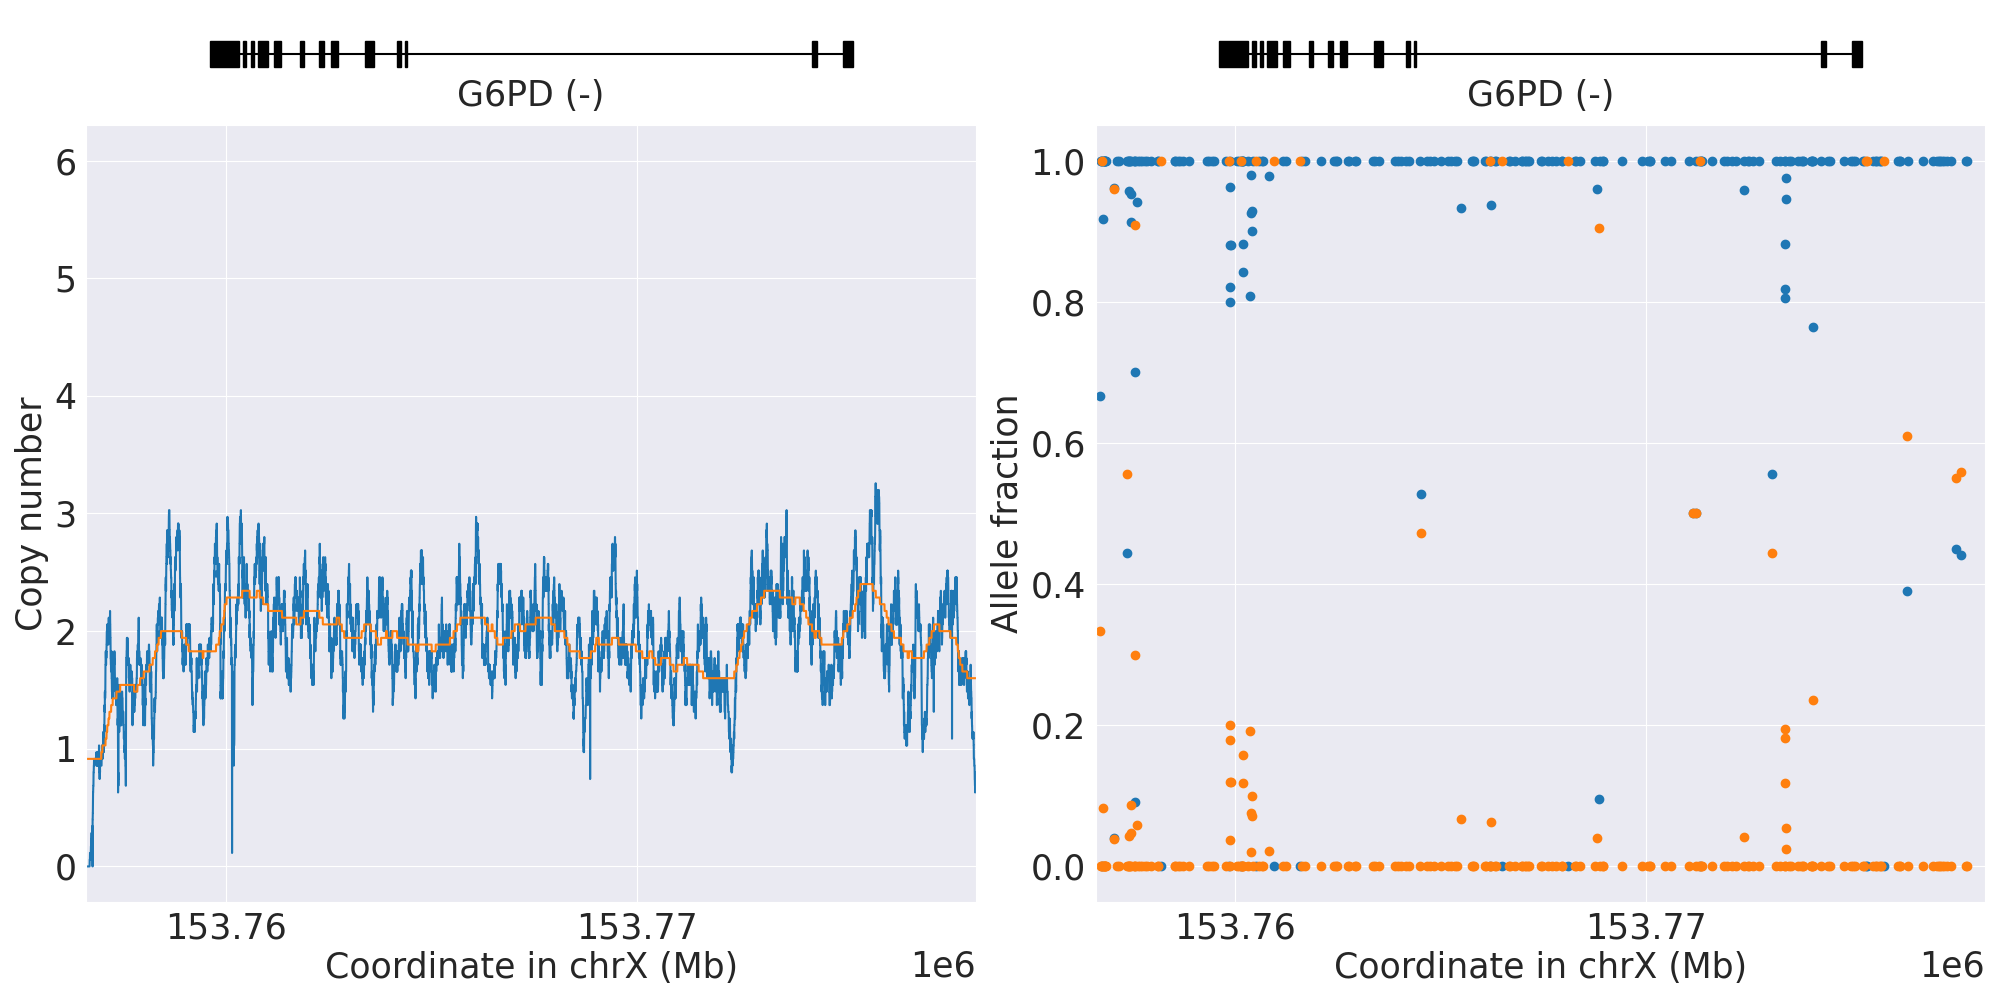 G6PD (-)
6
5
4
3
2
1
0
Copy number
153.76
153.77
Coordinate in chrX (Mb)
1e6
G6PD (-)
1.0
0.8
0.6
0.4
0.2
0.0
Allele fraction
153.76
153.77
Coordinate in chrX (Mb)
1e6